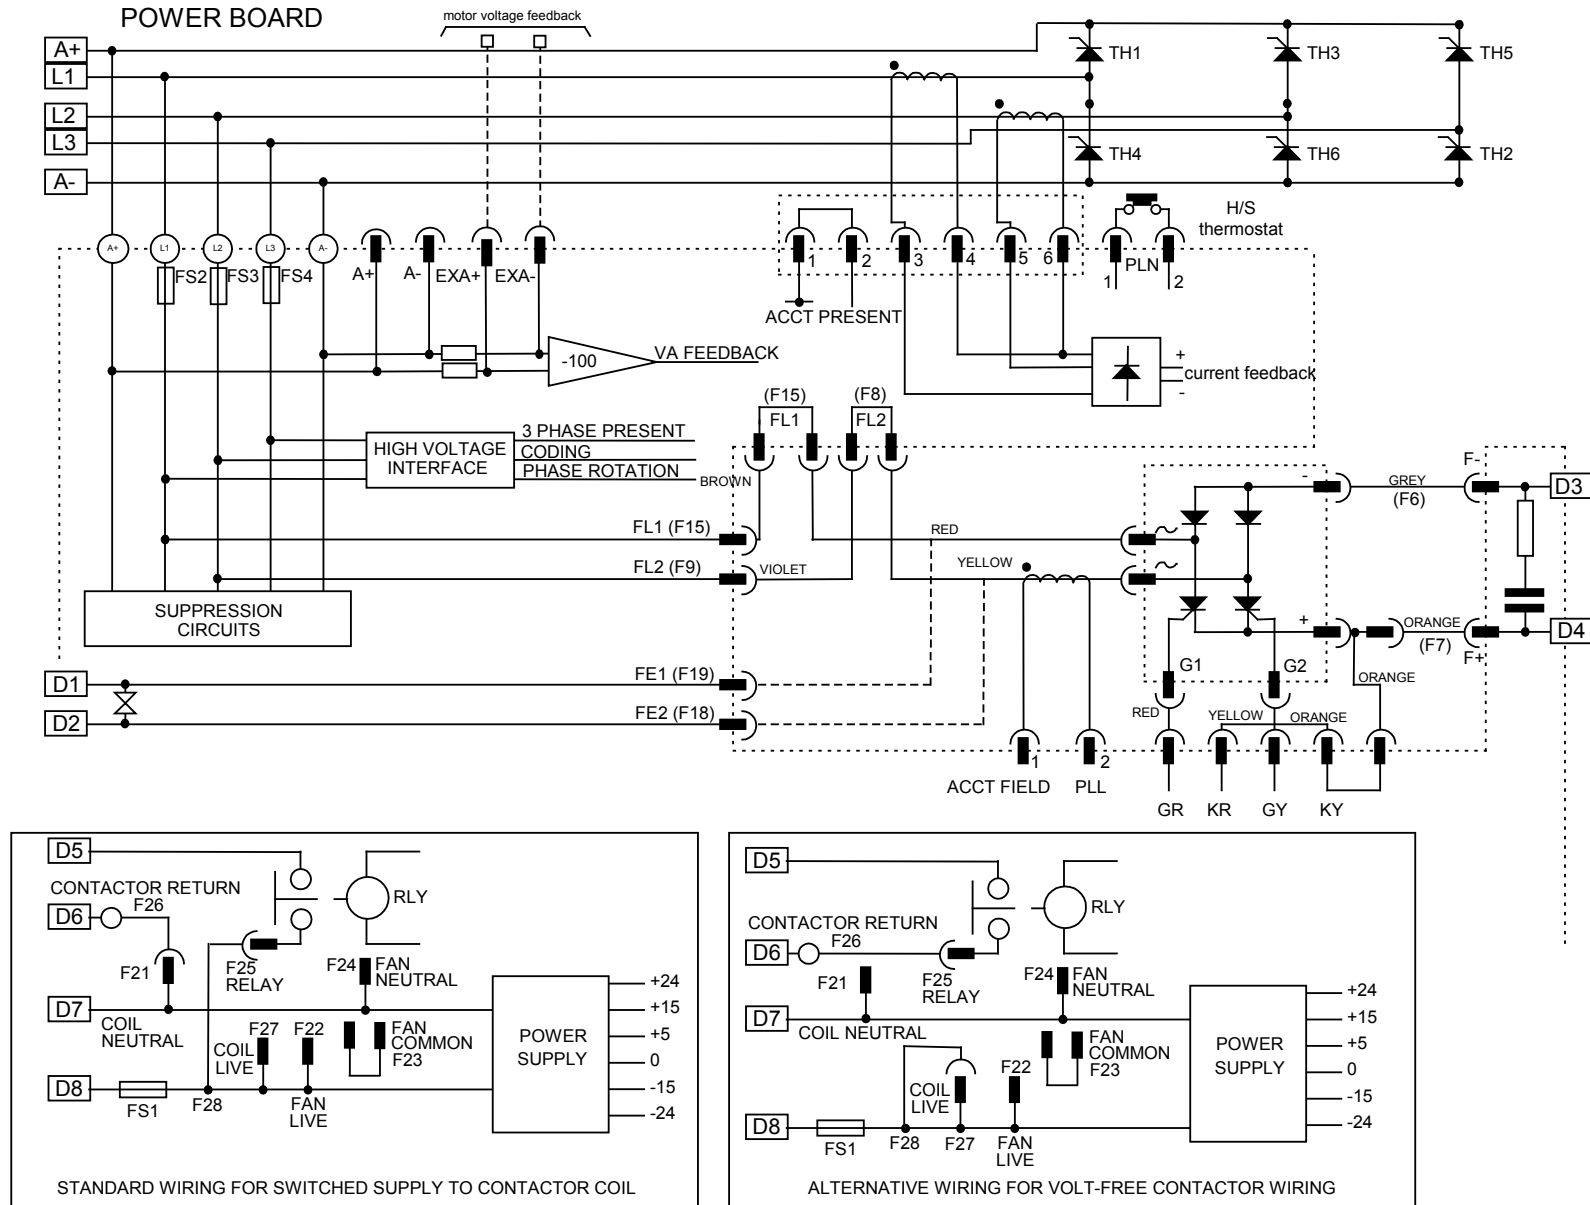 POWER BOARD
motor voltage feedback
A+
L1
L2
L3
A-
TH1
TH3
TH5
TH4
TH6
TH2
H/S
thermostat
A+
L1
L2
L3
A-
FS2
FS3
FS4
A+
A-
EXA+
EXA-
1
2
3
4
5
6
PLN
1
2
ACCT PRESENT
-100
VA FEEDBACK
+
current feedback
-
(F15)
(F8)
FL1
FL2
HIGH VOLTAGE
INTERFACE
3 PHASE PRESENT
CODING
PHASE ROTATION
BROWN
-
GREY
(F6)
F-
D3
FL1 (F15)
RED
FL2 (F9)
VIOLET
YELLOW
SUPPRESSION
CIRCUITS
+
ORANGE
(F7)
F+
D4
D1
FE1 (F19)
G1
G2
ORANGE
D2
FE2 (F18)
RED
YELLOW
ORANGE
1
2
ACCT FIELD
PLL
GR
KR
GY
KY
D5
CONTACTOR RETURN
F26
D6
RLY
F21
F25
RELAY
F24
FAN
NEUTRAL
D7
COIL
NEUTRAL
F27
F22
COIL
LIVE
FAN
COMMON
F23
D8
FS1
F28
FAN
LIVE
POWER
SUPPLY
+24
+15
+5
0
-15
-24
STANDARD WIRING FOR SWITCHED SUPPLY TO CONTACTOR COIL
D5
CONTACTOR RETURN
F26
D6
RLY
F21
F25
RELAY
F24
FAN
NEUTRAL
D7
COIL NEUTRAL
FAN
COMMON
F23
F22
COIL
LIVE
D8
FS1
F28
F27
FAN
LIVE
POWER
SUPPLY
+24
+15
+5
0
-15
-24
ALTERNATIVE WIRING FOR VOLT-FREE CONTACTOR WIRING